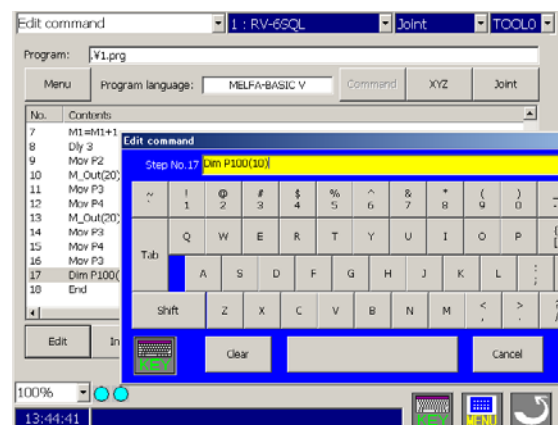 Edit command 1 : RV-6SQL Joint TOOL0
Program: .¥1.prg
Menu Program language: MELFA-BASIC V Command XYZ Joint
No. Contents
7 M1=M1+1
8 Dly 3
9 Mov P2
10 M_Out(20)
11 Mov P3
12 Mov P4
13 M_Out(20)
14 Mov P3
15 Mov P4
16 Mov P3
17 Dim P100(
18 End
Edit In
Edit command
Step No.17 Dim P100(10)
~ ! @ # $ % ^ & * ( )
` 1 2 3 4 5 6 7 8 9 0
Tab Q W E R T Y U I O P
A S D F G H J K L : ;
Shift Z X C V B N M < , > .
KEY Clear Cancel
100%
13:44:41 KEY MENU